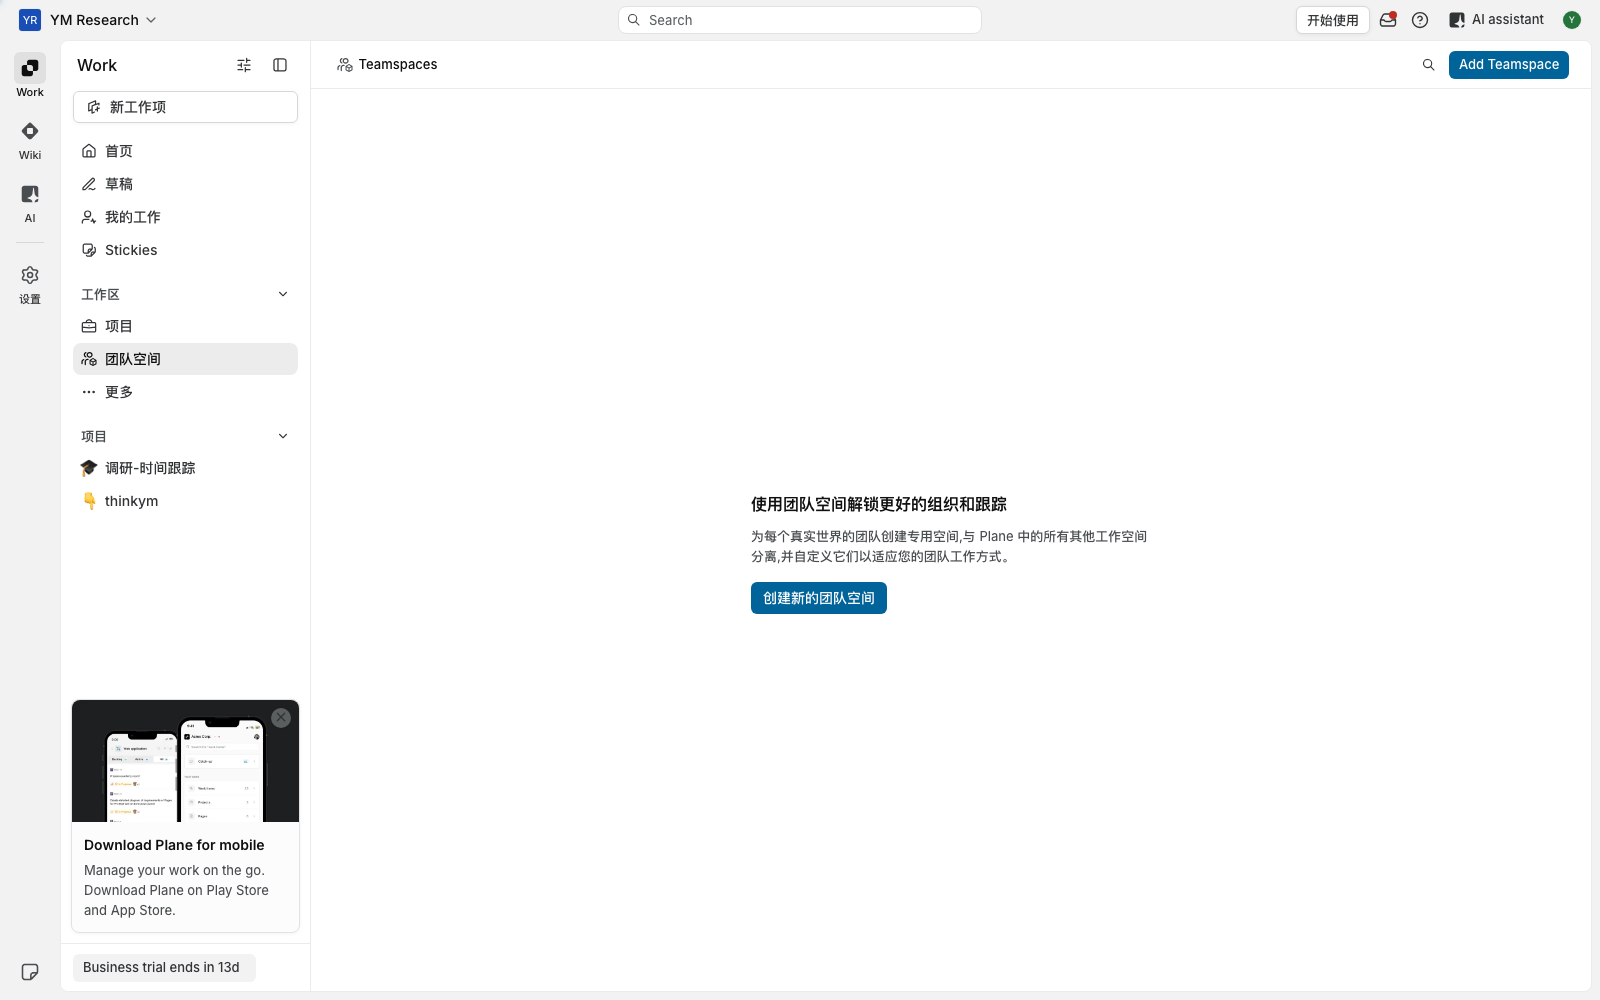 YR YM Research
Search
开始使用
AI assistant
Y
Work
Wiki
AI
设置
Work
新工作项
首页
草稿
我的工作
Stickies
工作区
项目
团队空间
更多
项目
调研-时间跟踪
thinkym
Download Plane for mobile
Manage your work on the go.
Download Plane on Play Store
and App Store.
Business trial ends in 13d
Teamspaces
Add Teamspace
使用团队空间解锁更好的组织和跟踪
为每个真实世界的团队创建专用空间,与 Plane 中的所有其他工作空间
分离,并自定义它们以适应您的团队工作方式。
创建新的团队空间